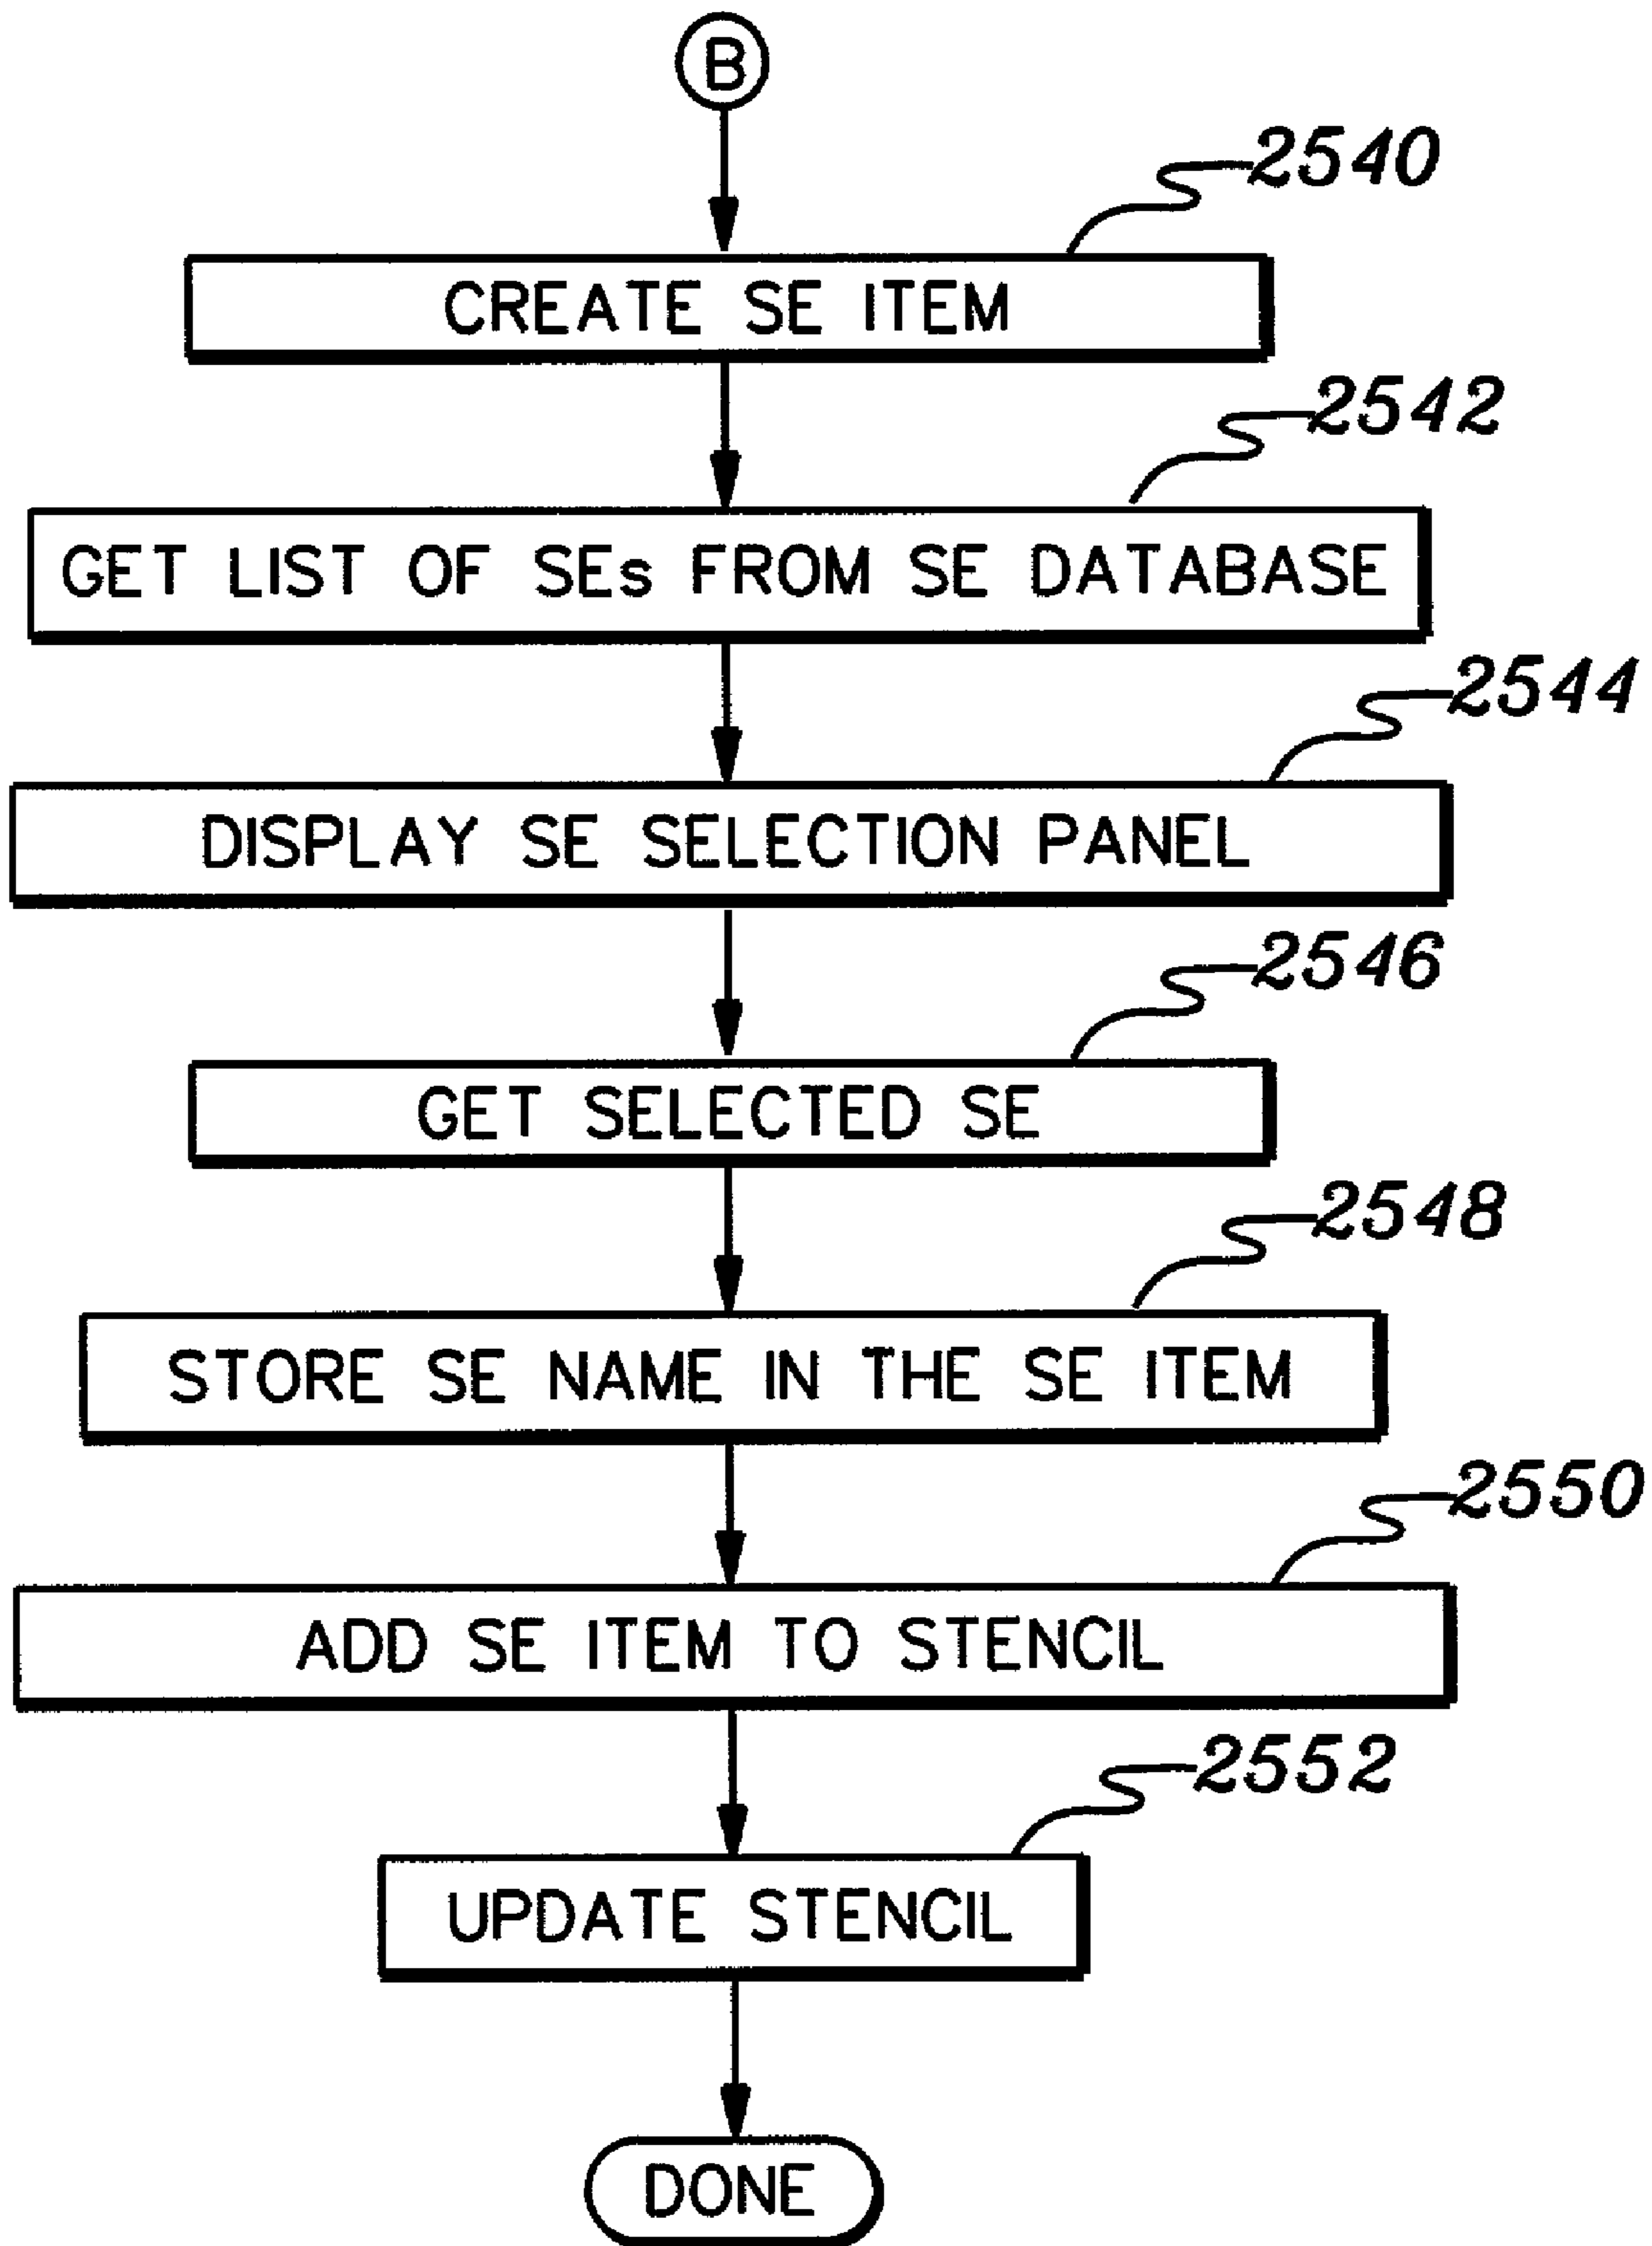 B
2540
CREATE SE ITEM
2542
GET LIST OF SEs FROM SE DATABASE
2544
DISPLAY SE SELECTION PANEL
2546
GET SELECTED SE
2548
STORE SE NAME IN THE SE ITEM
2550
ADD SE ITEM TO STENCIL
2552
UPDATE STENCIL
DONE